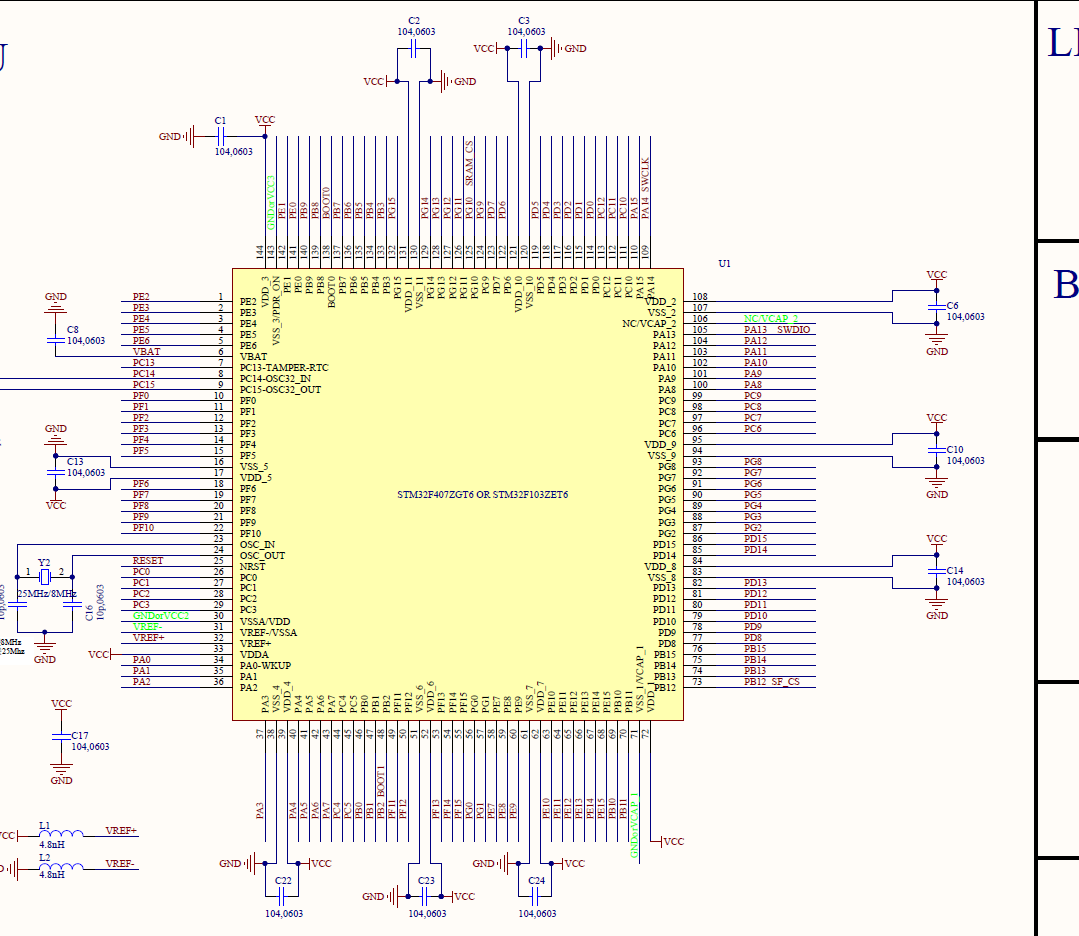 C2
104,0603
C3
104,0603
VCC
GND
VCC
GND
C1
VCC
GND
104,0603
GNDorVCC3
PE1
PE0
PB9
PB8
BOOT0
PB7
PB6
PB5
PB4
PB3
PG15
PG14
PG13
PG12
PG11
PG10 SRAM_CS
PG9
PD7
PD6
PD5
PD4
PD3
PD2
PD1
PD0
PC12
PC11
PC10
PA15
PA14 SWCLK
144
143
142
141
140
139
138
137
136
135
134
133
132
131
130
129
128
127
126
125
124
123
122
121
120
119
118
117
116
115
114
113
112
111
110
109
U1
VDD_3
VSS_3/PDR_ON
PE1
PE0
PB9
PB8
BOOT0
PB7
PB6
PB5
PB4
PB3
PG15
VDD_11
VSS_11
PG14
PG13
PG12
PG11
PG10
PG9
PD7
PD6
VDD_10
VSS_10
PD5
PD4
PD3
PD2
PD1
PD0
PC12
PC11
PC10
PA15
PA14
GND
C8
104,0603
PE2 1 PE2
PE3 2 PE3
PE4 3 PE4
PE5 4 PE5
PE6 5 PE6
VBAT 6 VBAT
PC13 7 PC13-TAMPER-RTC
PC14 8 PC14-OSC32_IN
PC15 9 PC15-OSC32_OUT
PF0 10 PF0
PF1 11 PF1
PF2 12 PF2
PF3 13 PF3
PF4 14 PF4
PF5 15 PF5
16 VSS_5
17 VDD_5
PF6 18 PF6
PF7 19 PF7
PF8 20 PF8
PF9 21 PF9
PF10 22 PF10
23 OSC_IN
24 OSC_OUT
RESET 25 NRST
PC0 26 PC0
PC1 27 PC1
PC2 28 PC2
PC3 29 PC3
GNDorVCC2 30 VSSA/VDD
VREF- 31 VREF-/VSSA
VREF+ 32 VREF+
VCC 33 VDDA
PA0 34 PA0-WKUP
PA1 35 PA1
PA2 36 PA2
GND
C13
104,0603
VCC
Y2
1 2
25MHz/8MHz
C16
10p,0603
GND
STM32F407ZGT6 OR STM32F103ZET6
VDD_2 108
VSS_2 107
NC/VCAP_2 106 NC/VCAP_2
PA13 105 PA13 SWDIO
PA12 104 PA12
PA11 103 PA11
PA10 102 PA10
PA9 101 PA9
PA8 100 PA8
PC9 99 PC9
PC8 98 PC8
PC7 97 PC7
PC6 96 PC6
VDD_9 95
VSS_9 94
PG8 93 PG8
PG7 92 PG7
PG6 91 PG6
PG5 90 PG5
PG4 89 PG4
PG3 88 PG3
PG2 87 PG2
PD15 86 PD15
PD14 85 PD14
VDD_8 84
VSS_8 83
PD13 82 PD13
PD12 81 PD12
PD11 80 PD11
PD10 79 PD10
PD9 78 PD9
PD8 77 PD8
PB15 76 PB15
PB14 75 PB14
PB13 74 PB13
PB12 73 PB12 SF_CS
VCC
C6
104,0603
GND
VCC
C10
104,0603
GND
VCC
C14
104,0603
GND
B
PA3
VSS_4
VDD_4
PA4
PA5
PA6
PA7
PC4
PC5
PB0
PB1
PB2
PF11
PF12
VSS_6
VDD_6
PF13
PF14
PF15
PG0
PG1
PE7
PE8
PE9
VSS_7
VDD_7
PE10
PE11
PE12
PE13
PE14
PE15
PB10
PB11
VSS_1/VCAP_1
VDD_1
37
38
39
40
41
42
43
44
45
46
47
48
49
50
51
52
53
54
55
56
57
58
59
60
61
62
63
64
65
66
67
68
69
70
71
72
PA3
PA4
PA5
PA6
PA7
PC4
PC5
PB0
PB1
PB2 BOOT1
PF11
PF12
PF13
PF14
PF15
PG0
PG1
PE7
PE8
PE9
PE10
PE11
PE12
PE13
PE14
PE15
PB10
PB11
GNDorVCAP_1
VCC
VCC
C17
104,0603
GND
L1
VREF+
4.8nH
L2
VREF-
4.8nH
GND
VCC
C22
104,0603
GND
C23
VCC
104,0603
GND
VCC
C24
104,0603